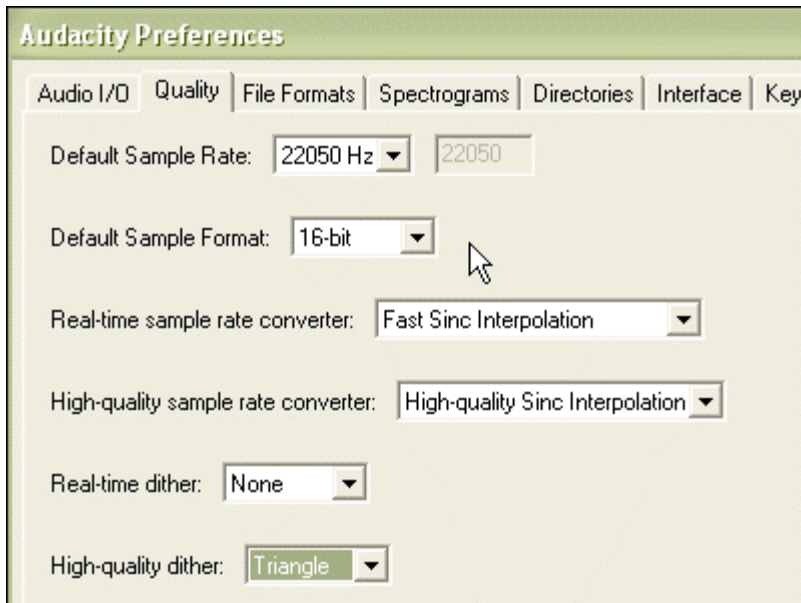 Audacity Preferences
Audio I/O Quality File Formats Spectrograms Directories Interface Key
Default Sample Rate: 22050 Hz 22050
Default Sample Format: 16-bit
Real-time sample rate converter: Fast Sinc Interpolation
High-quality sample rate converter: High-quality Sinc Interpolation
Real-time dither: None
High-quality dither: Triangle